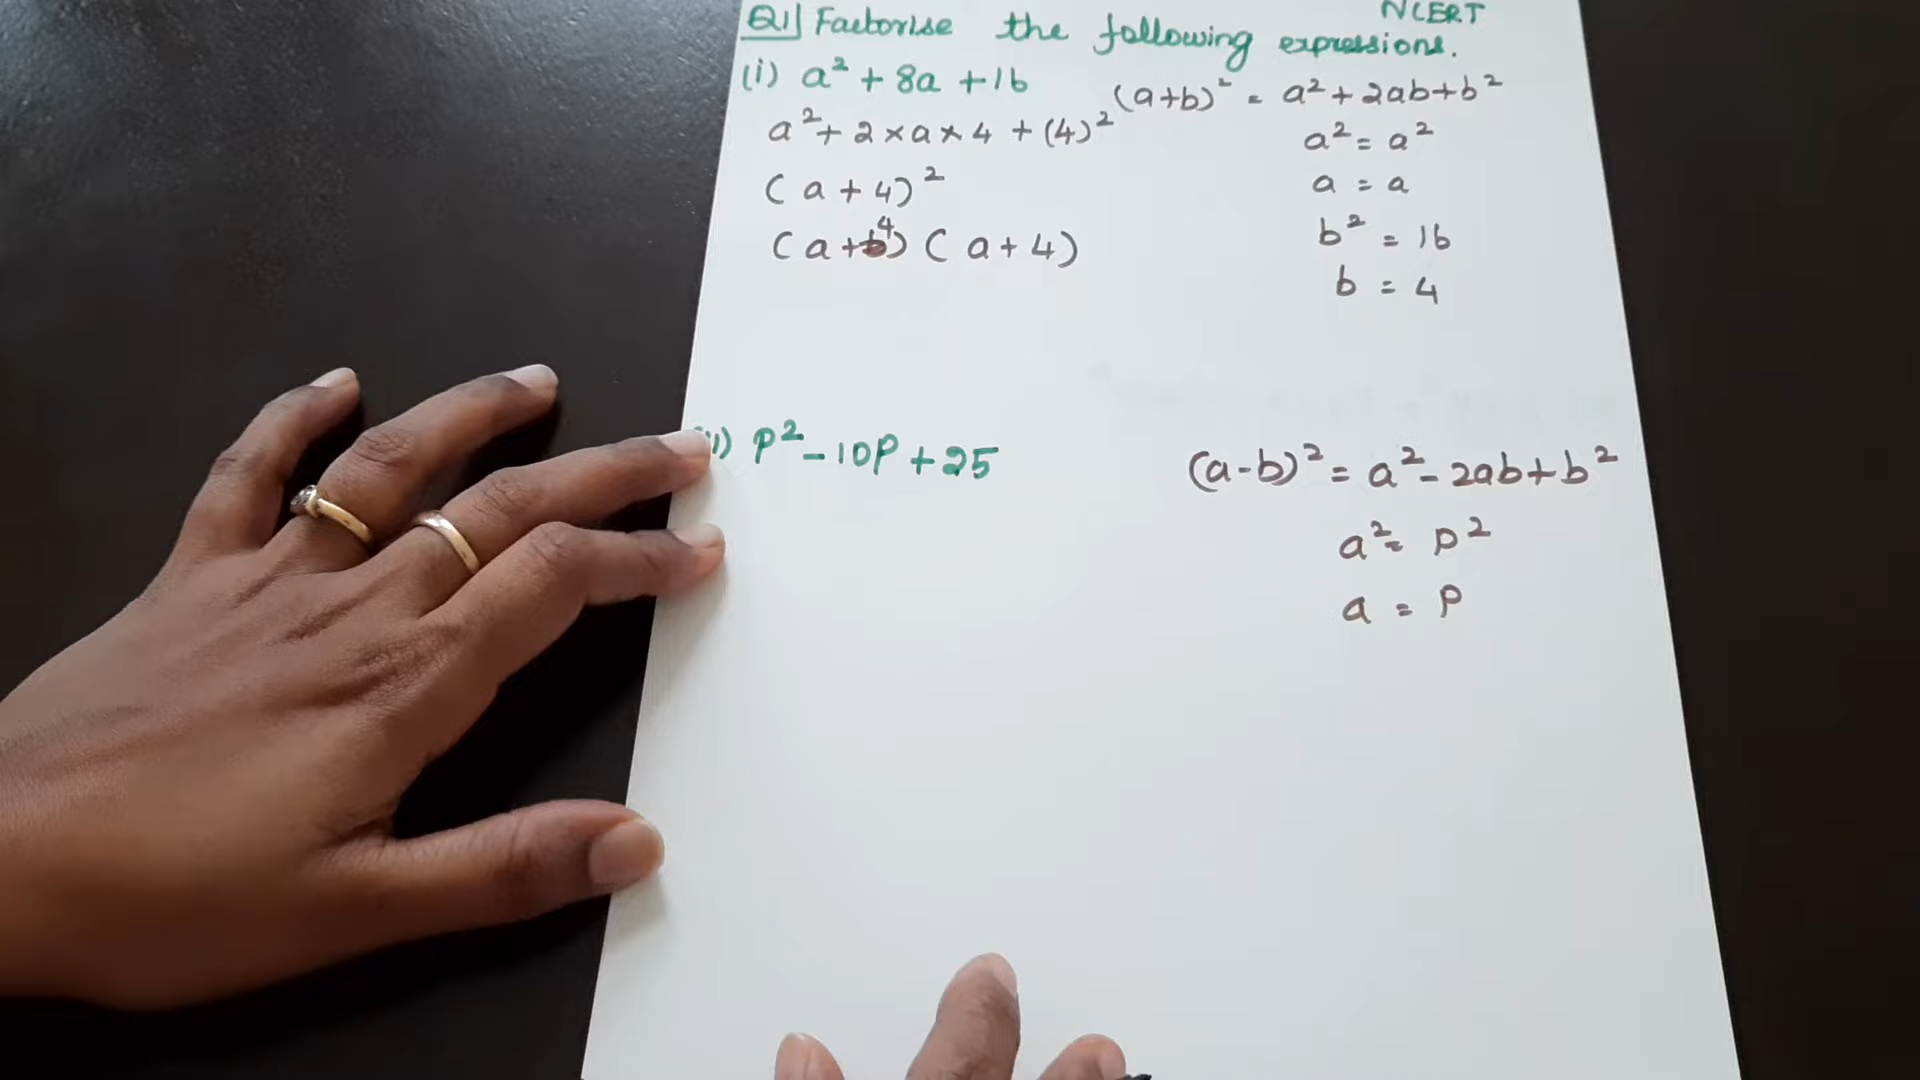 NCERT
Q1) Factorise the following expressions.
(i) a² + 8a + 16
(a+b)² = a² + 2ab + b²
a² + 2 × a × 4 + (4)²
a² = a²
(a + 4)²
a = a
(a + 4) (a + 4)
b² = 16
b = 4
ii) p² - 10p + 25
(a-b)² = a² - 2ab + b²
a² = p²
a = p